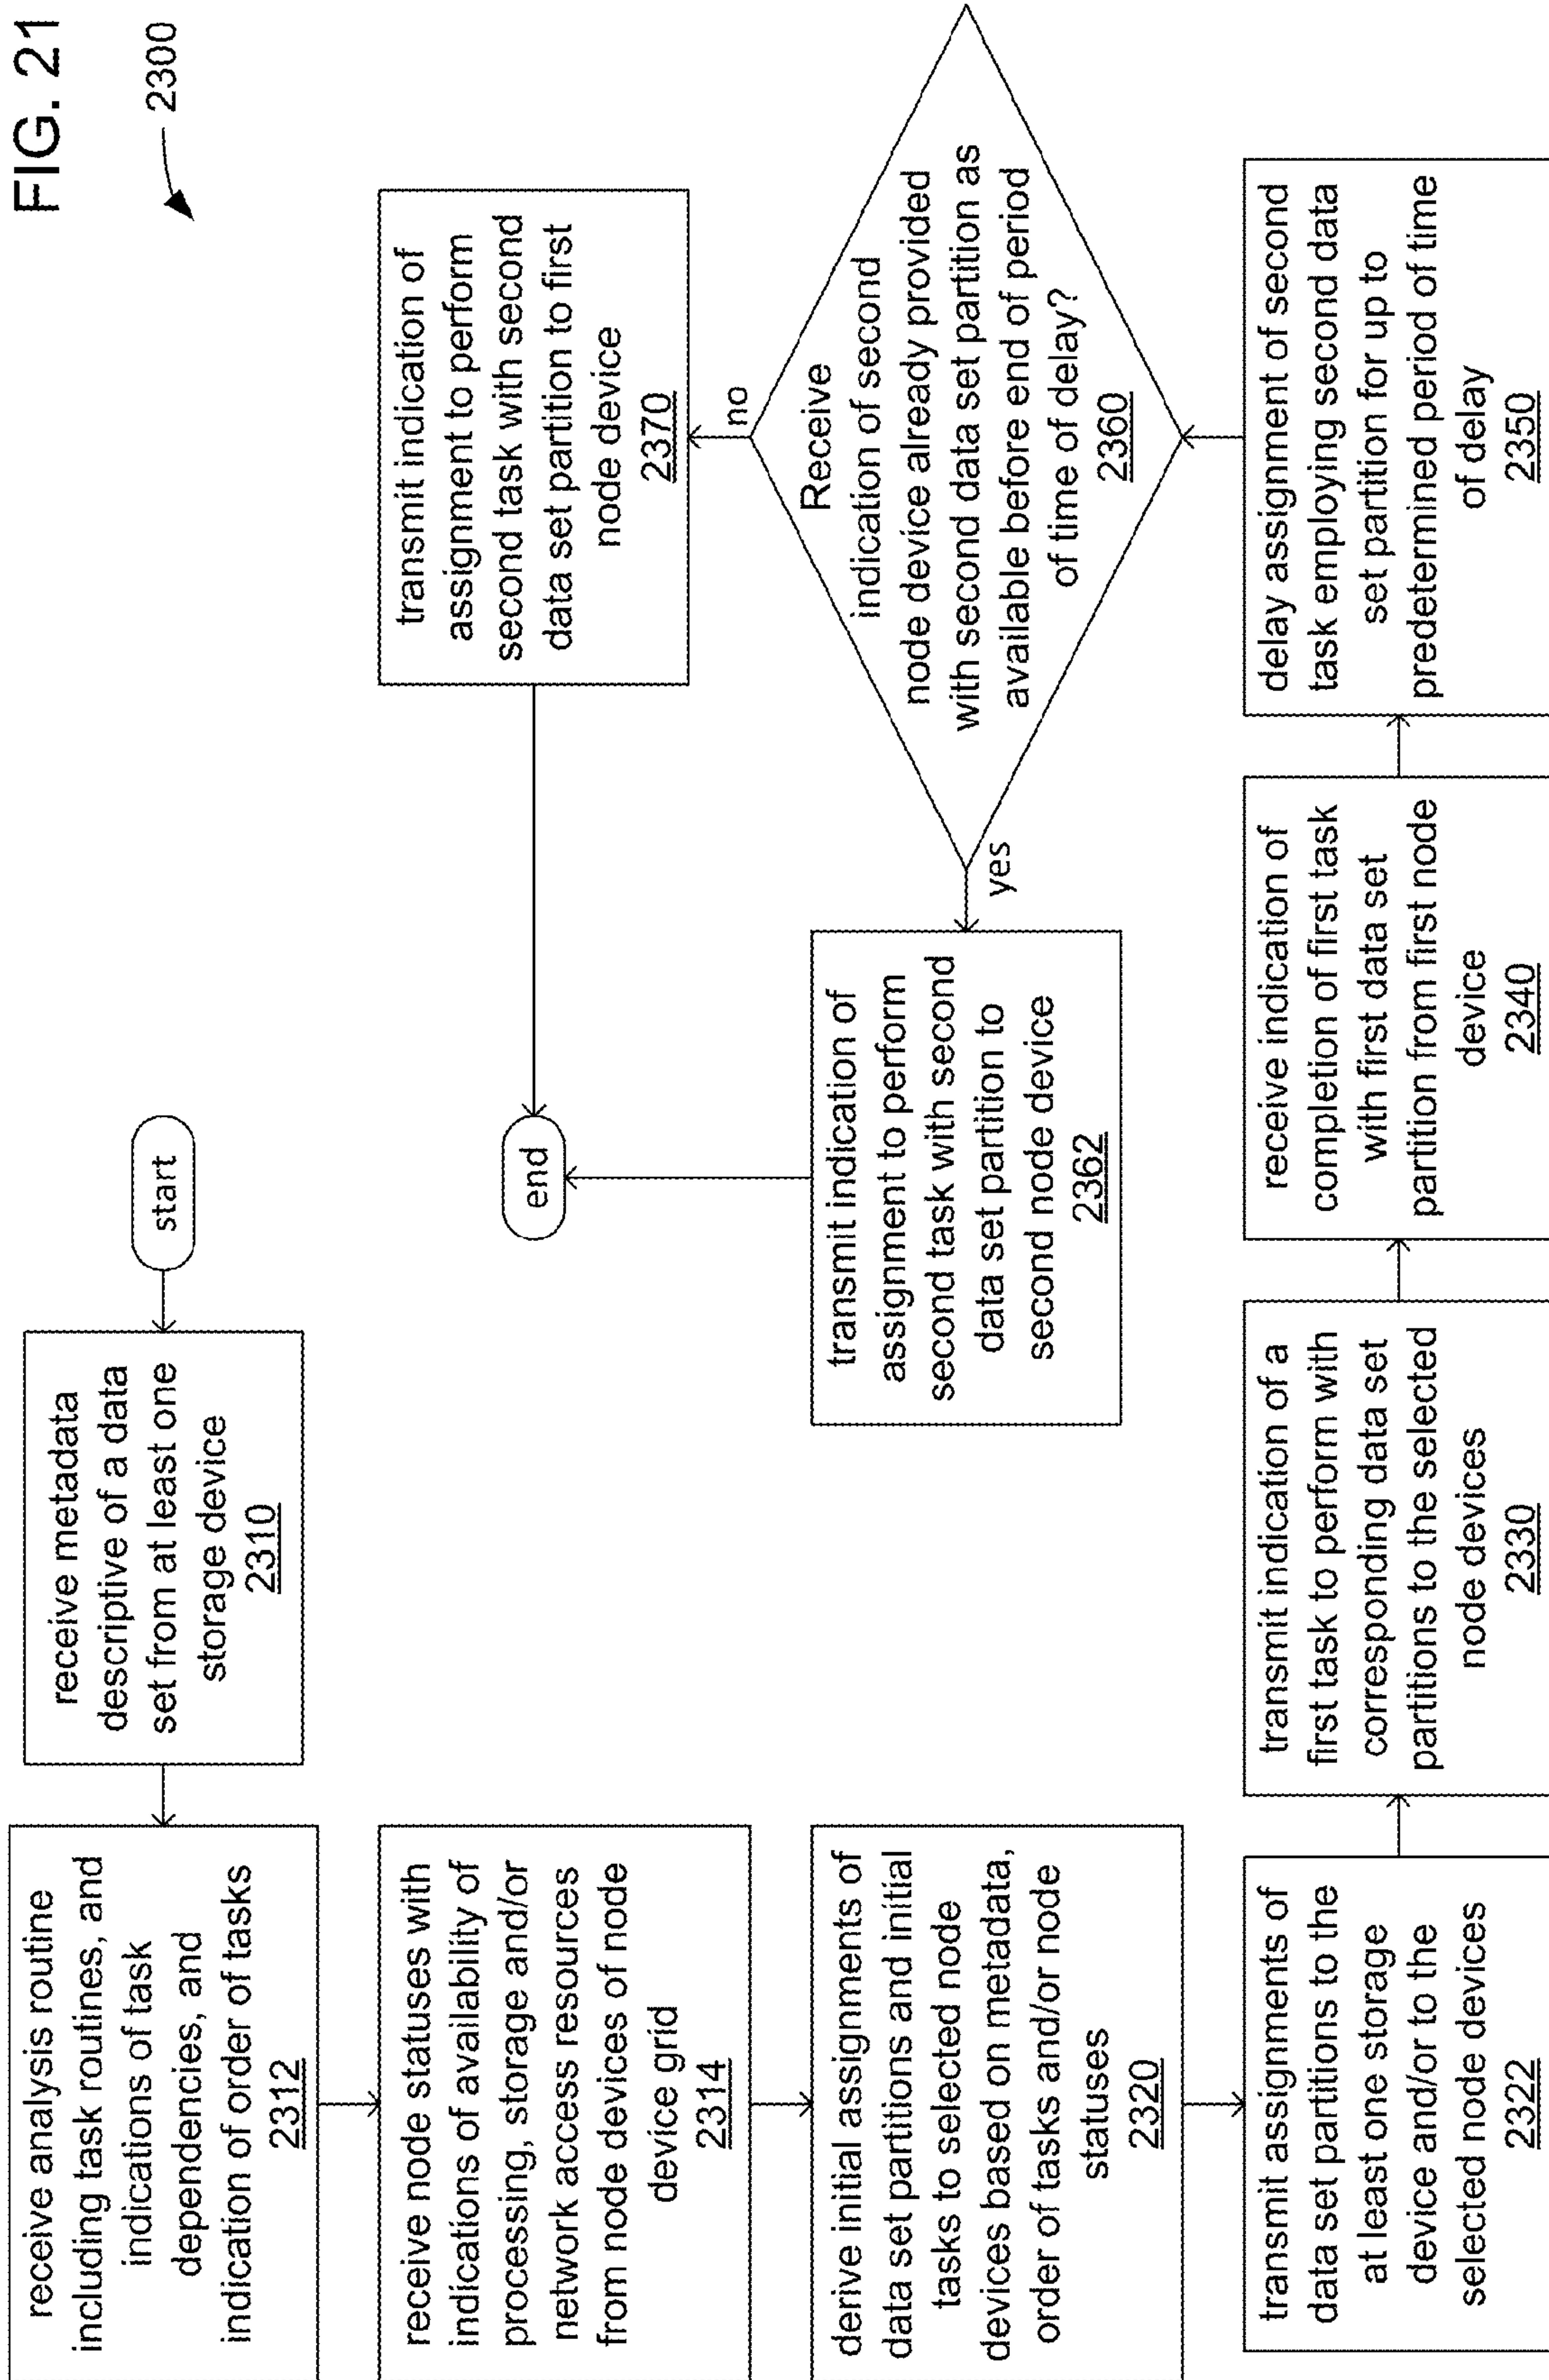 FIG. 21
2300
start
receive metadata
descriptive of a data
set from at least one
storage device
2310
receive analysis routine
including task routines, and
indications of task
dependencies, and
indication of order of tasks
2312
receive node statuses with
indications of availability of
processing, storage and/or
network access resources
from node devices of node
device grid
2314
derive initial assignments of
data set partitions and initial
tasks to selected node
devices based on metadata,
order of tasks and/or node
statuses
2320
transmit assignments of
data set partitions to the
at least one storage
device and/or to the
selected node devices
2322
transmit indication of a
first task to perform with
corresponding data set
partitions to the selected
node devices
2330
receive indication of
completion of first task
with first data set
partition from first node
device
2340
delay assignment of second
task employing second data
set partition for up to
predetermined period of time
of delay
2350
Receive
indication of second
node device already provided
with second data set partition as
available before end of period
of time of delay?
2360
yes
transmit indication of
assignment to perform
second task with second
data set partition to
second node device
2362
no
transmit indication of
assignment to perform
second task with second
data set partition to first
node device
2370
end